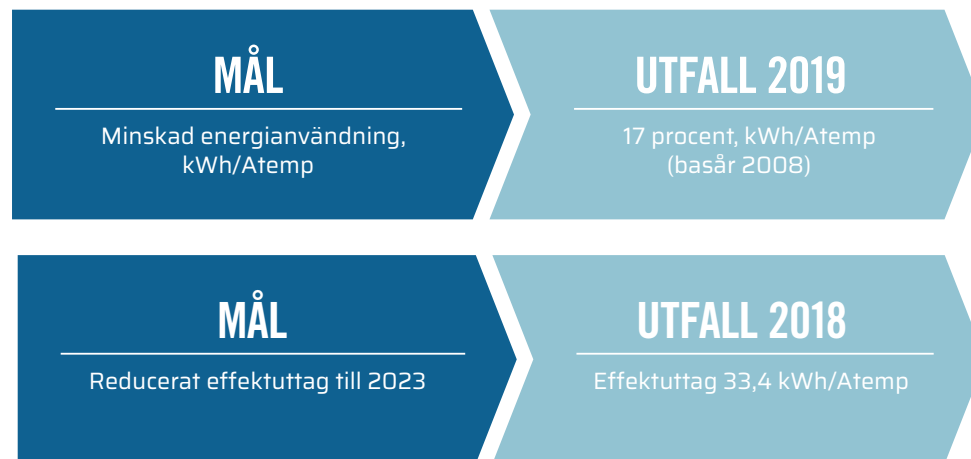 MÅL
Minskad energianvändning,
kWh/Atemp
UTFALL 2019
17 procent, kWh/Atemp
(basår 2008)
MÅL
Reducerat effektuttag till 2023
UTFALL 2018
Effektuttag 33,4 kWh/Atemp